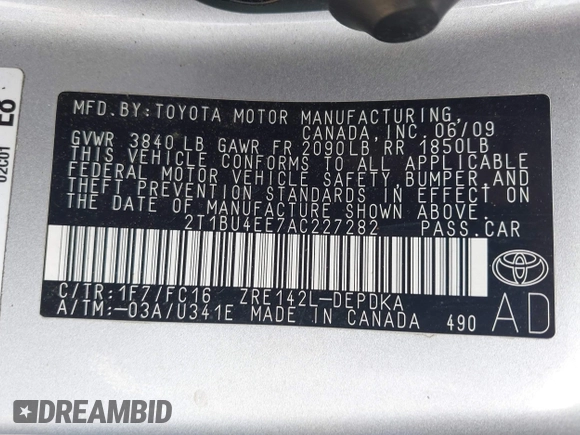 MFD. BY: TOYOTA MOTOR MANUFACTURING,
CANADA, INC. 06/09
GVWR 3840 LB GAWR FR 2090LB RR 1850LB
THIS VEHICLE CONFORMS TO ALL APPLICABLE
FEDERAL MOTOR VEHICLE SAFETY, BUMPER, AND
THEFT PREVENTION STANDARDS IN EFFECT ON
THE DATE OF MANUFACTURE SHOWN ABOVE.
2T1BU4EE7AC227282 PASS. CAR
C/TR: 1F7/FC16 ZRE142L-DEPDKA
A/TM: -03A/U341E MADE IN CANADA 490
AD
02C01
E8
DREAMBID